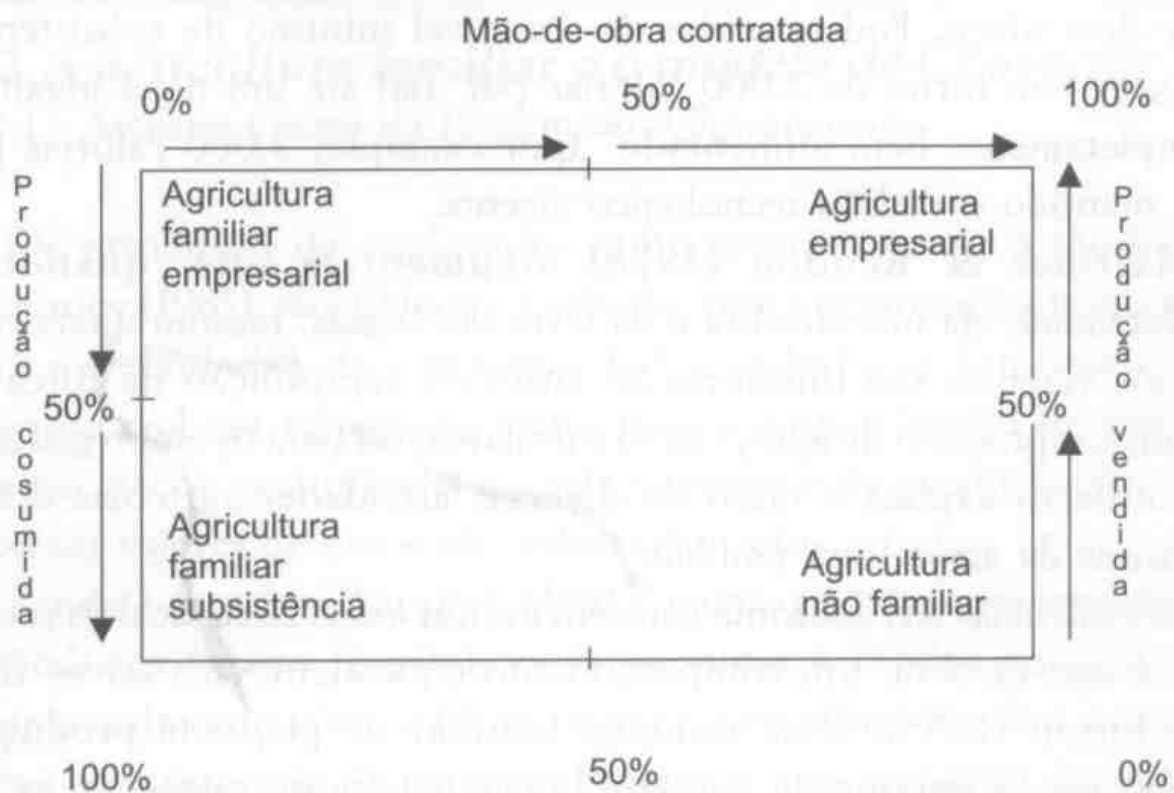 Mão-de-obra contratada
0% 50% 100%
Produção cosumida
Agricultura
familiar
empresarial
Agricultura
empresarial
Produção vendida
50% 50%
Agricultura
familiar
subsistência
Agricultura
não familiar
100% 50% 0%